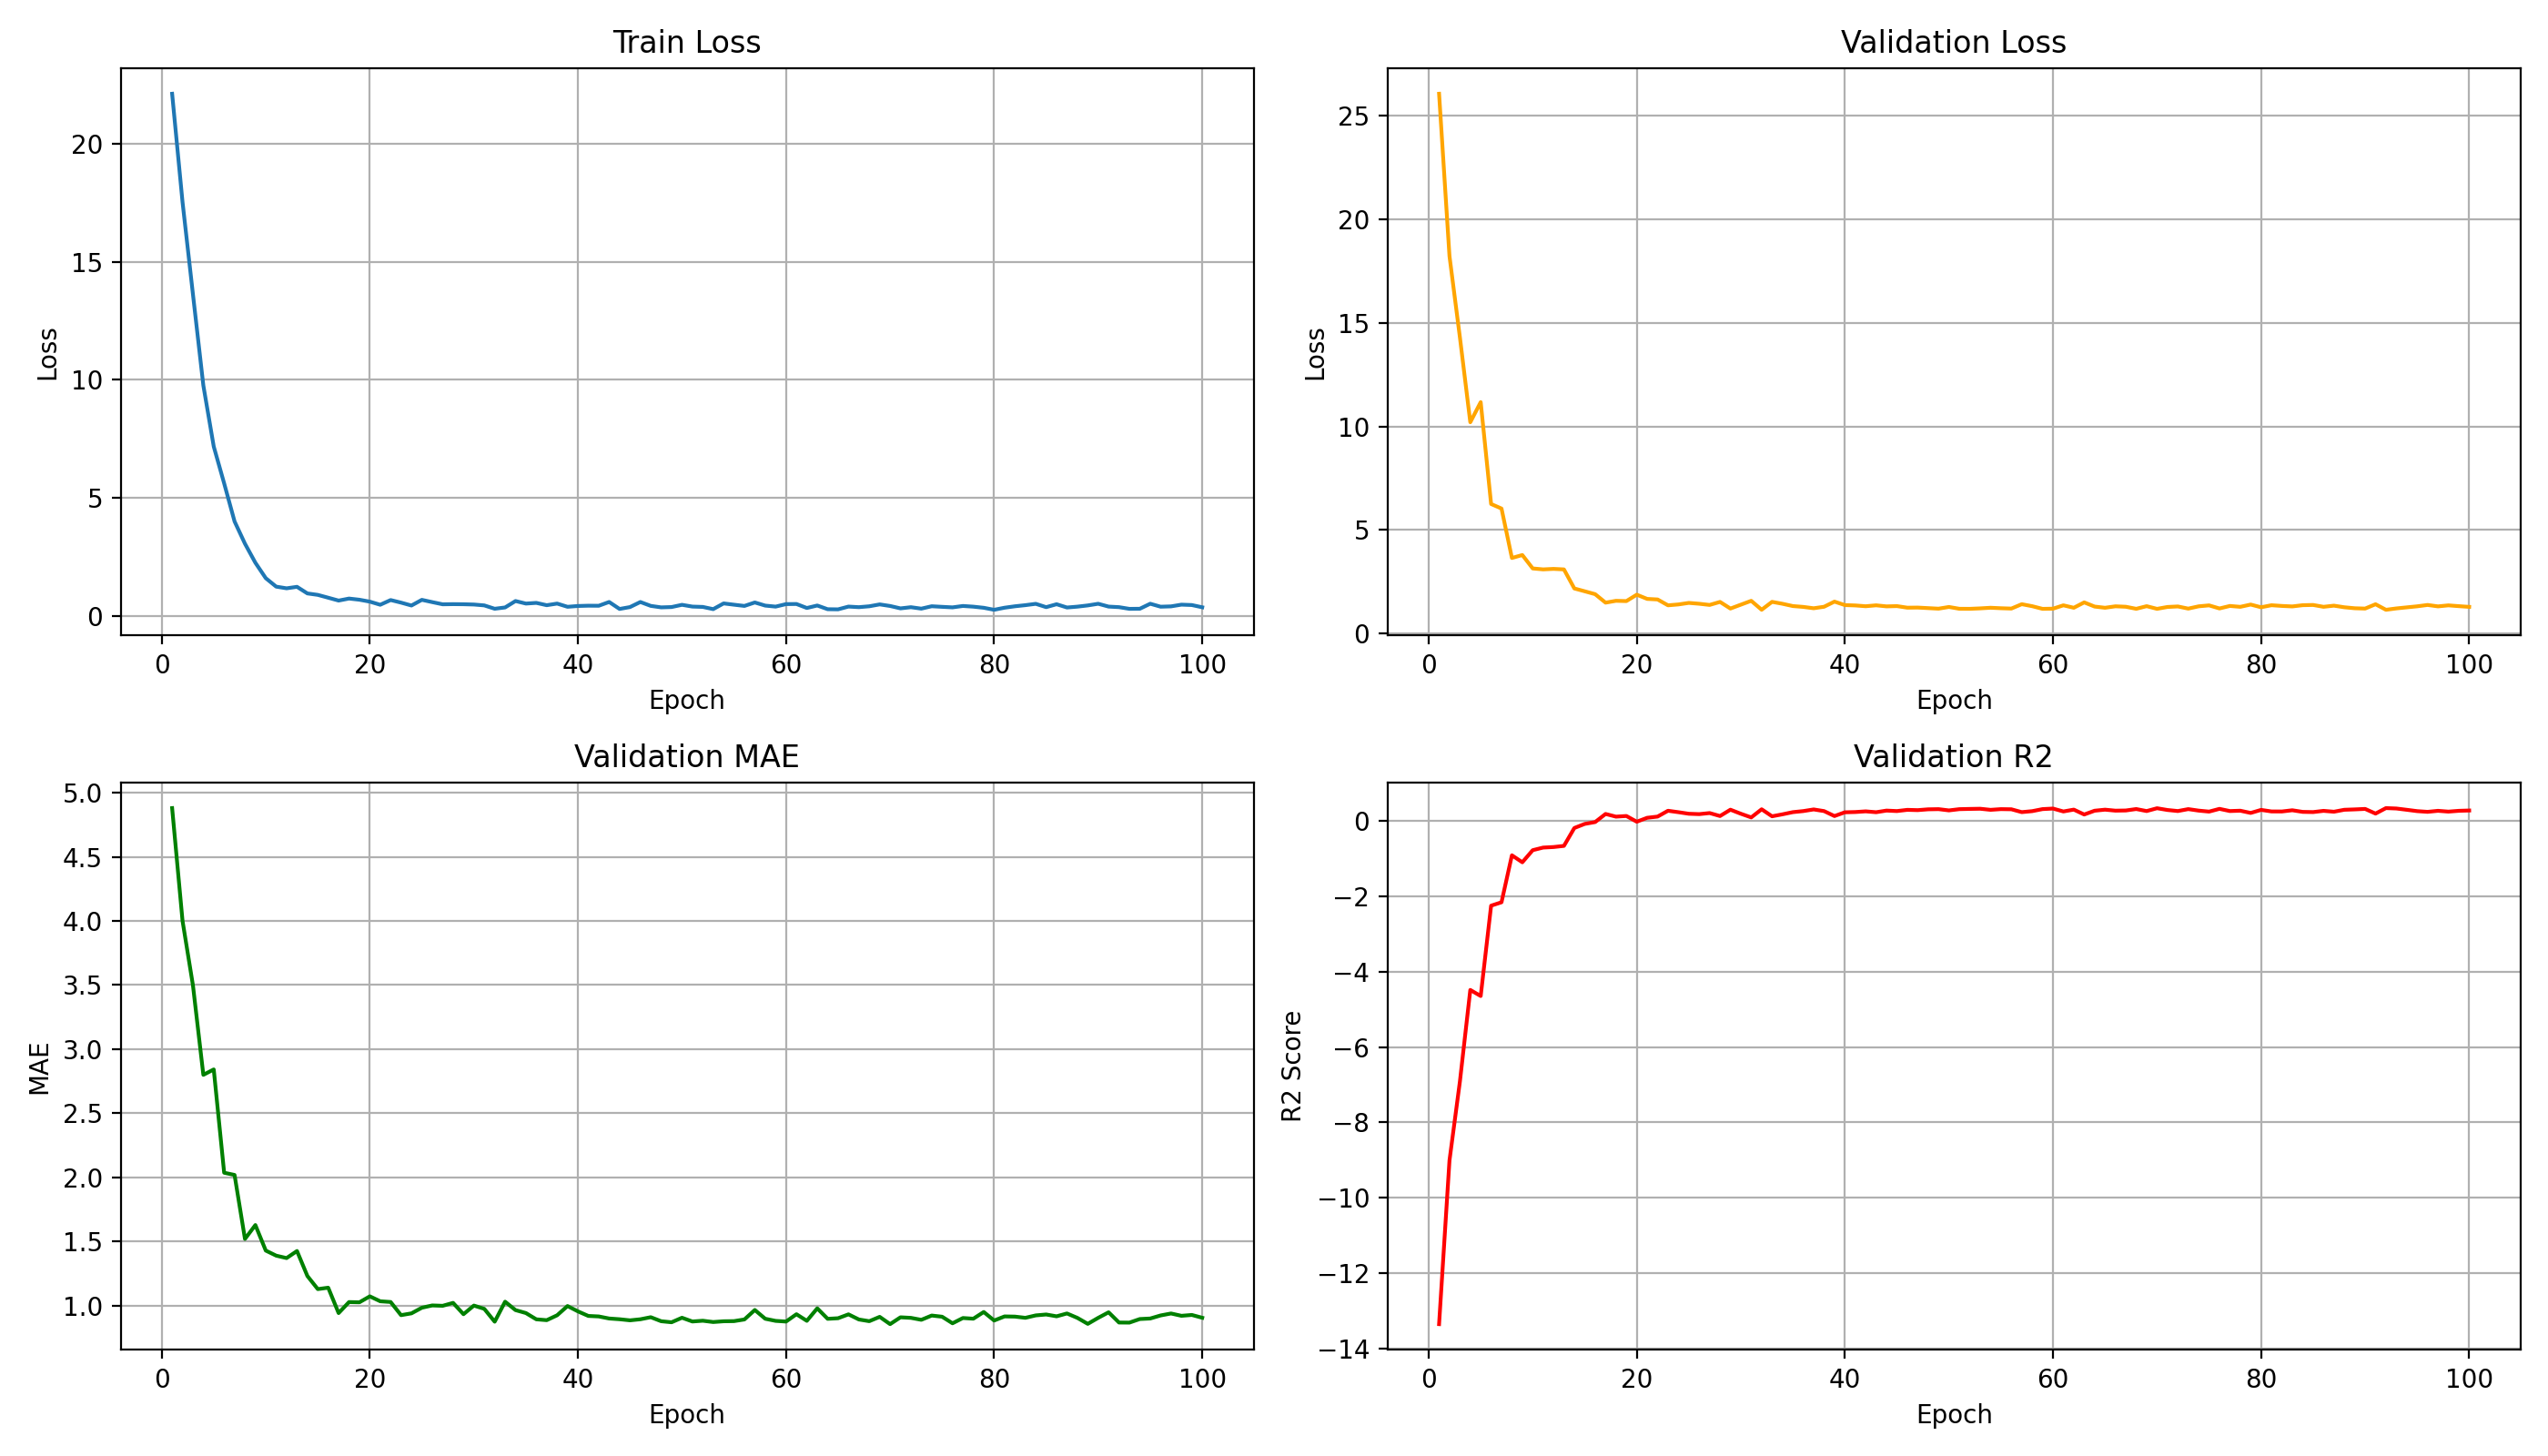 Train Loss
Loss
20
15
10
5
0
0 20 40 60 80 100
Epoch
Validation Loss
Loss
25
20
15
10
5
0
0 20 40 60 80 100
Epoch
Validation MAE
MAE
5.0
4.5
4.0
3.5
3.0
2.5
2.0
1.5
1.0
0 20 40 60 80 100
Epoch
Validation R2
R2 Score
0
−2
−4
−6
−8
−10
−12
−14
0 20 40 60 80 100
Epoch